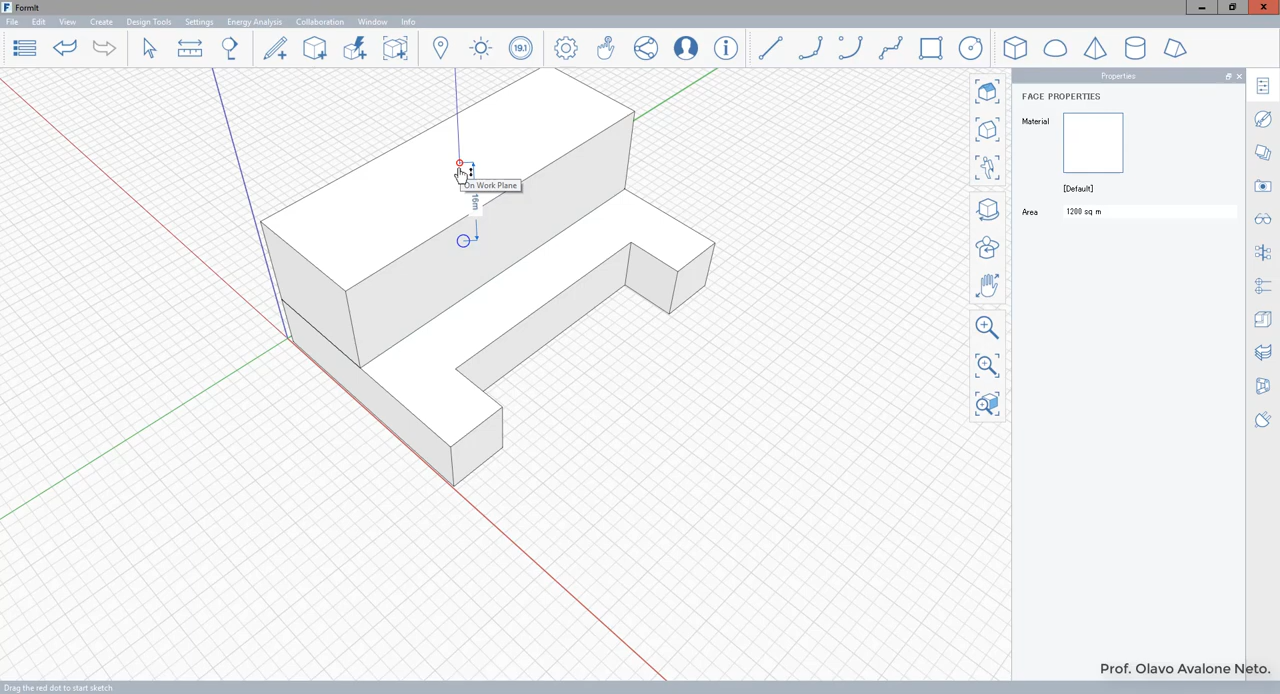 FormIt
File Edit View Create Design Tools Settings Energy Analysis Collaboration Window Info
19.1
Properties
FACE PROPERTIES
Material
[Default]
Area 1200 sq m
On Work Plane
16m
Prof. Olavo Avalone Neto.
Drag the red dot to start sketch